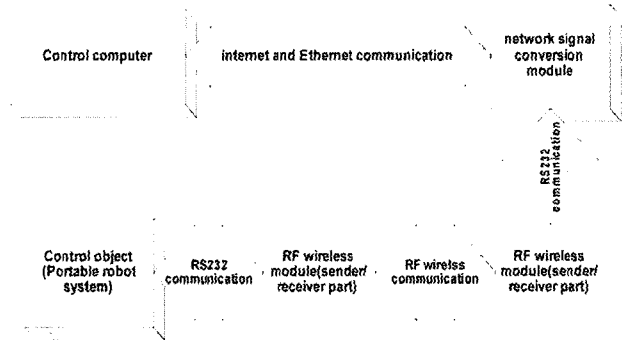 Control computer
internet and Ethernet communication
network signal
conversion
module
RS232
communication
Control object
(Portable robot
system)
RS232
communication
RF wireless
module(sender/
receiver part)
RF wirelss
communication
RF wireless
module(sender/
receiver part)